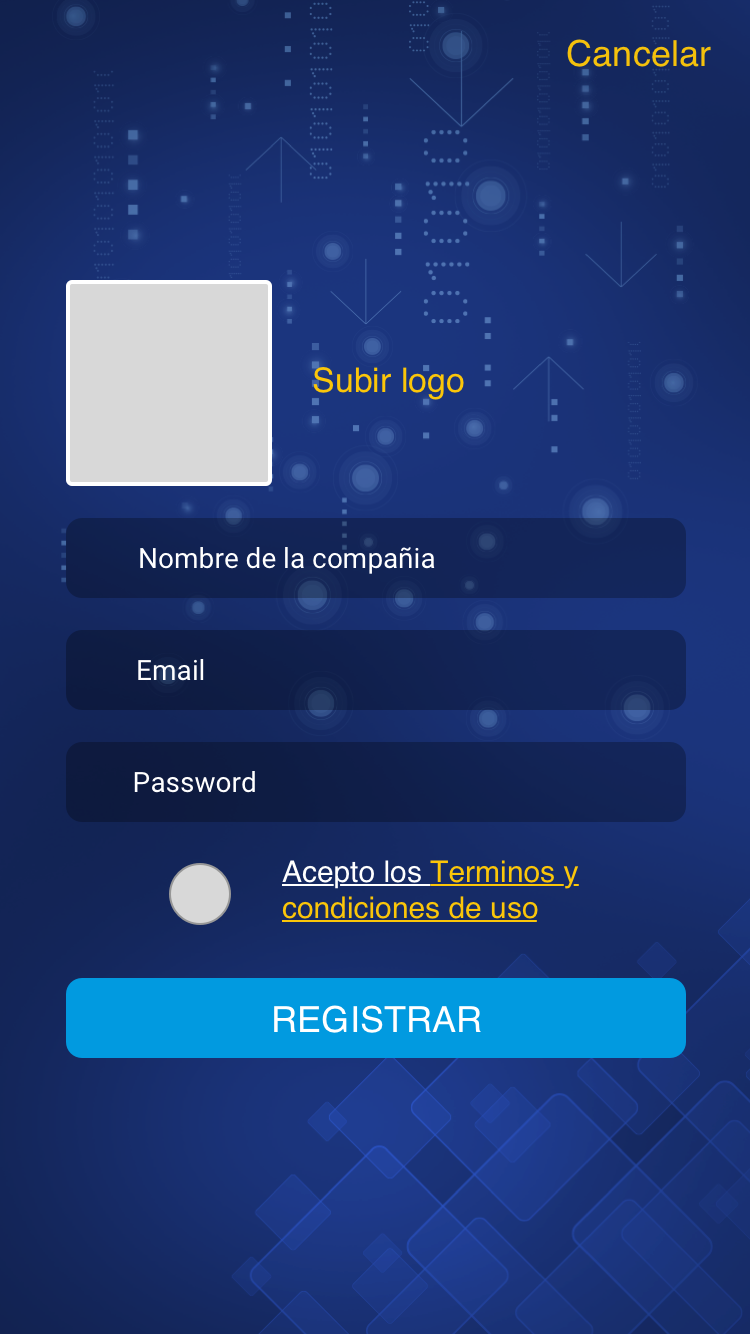 Cancelar
Subir logo
Nombre de la compañia
Email
Password
Acepto los Terminos y
condiciones de uso
REGISTRAR